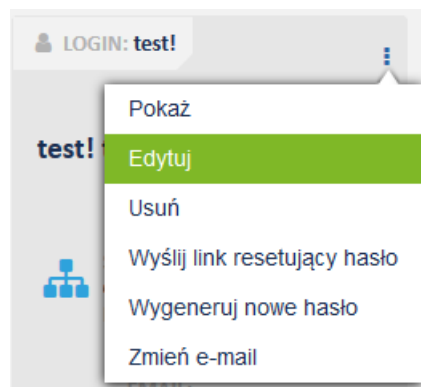 LOGIN: test!
Pokaż
test!
Edytuj
Usuń
Wyślij link resetujący hasło
Wygeneruj nowe hasło
Zmień e-mail